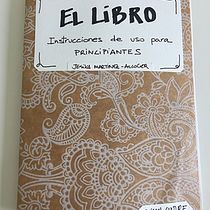 EL LIBRO
Instrucciones de uso para
PRINCIPIANTES
JESÚS MARTÍNEZ-ALCOCER